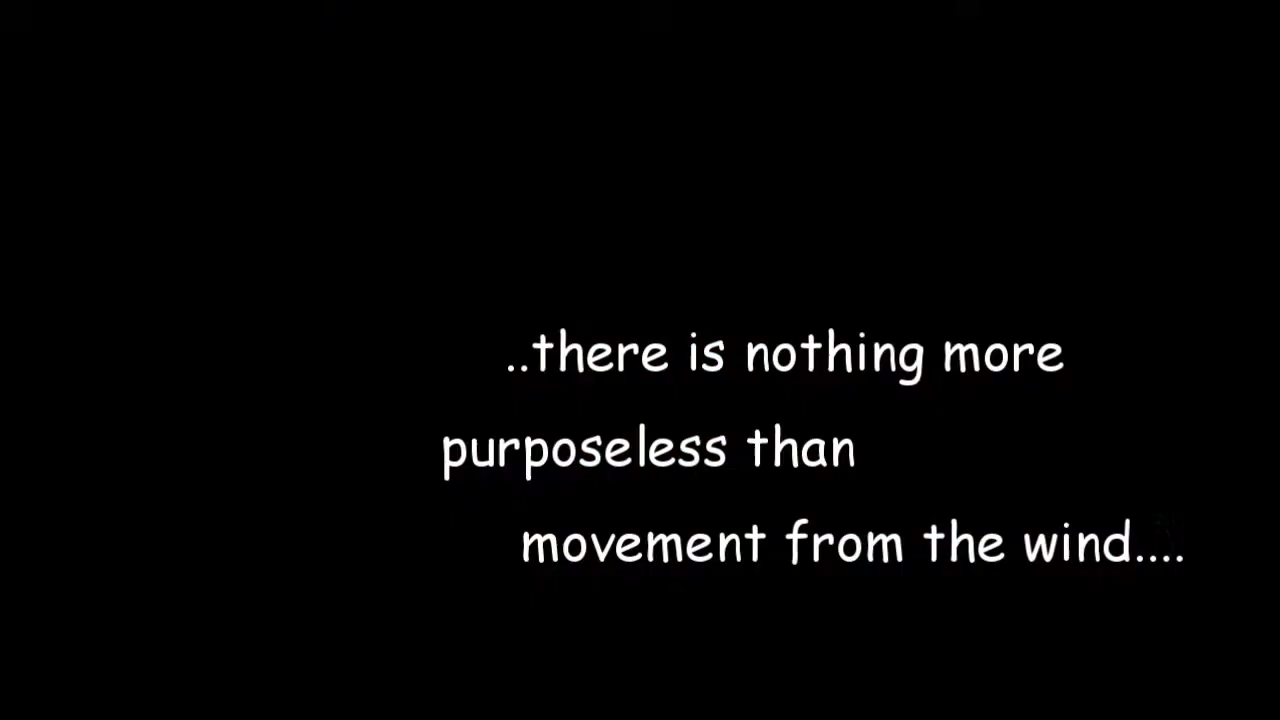 ..there is nothing more
purposeless than
movement from the wind....